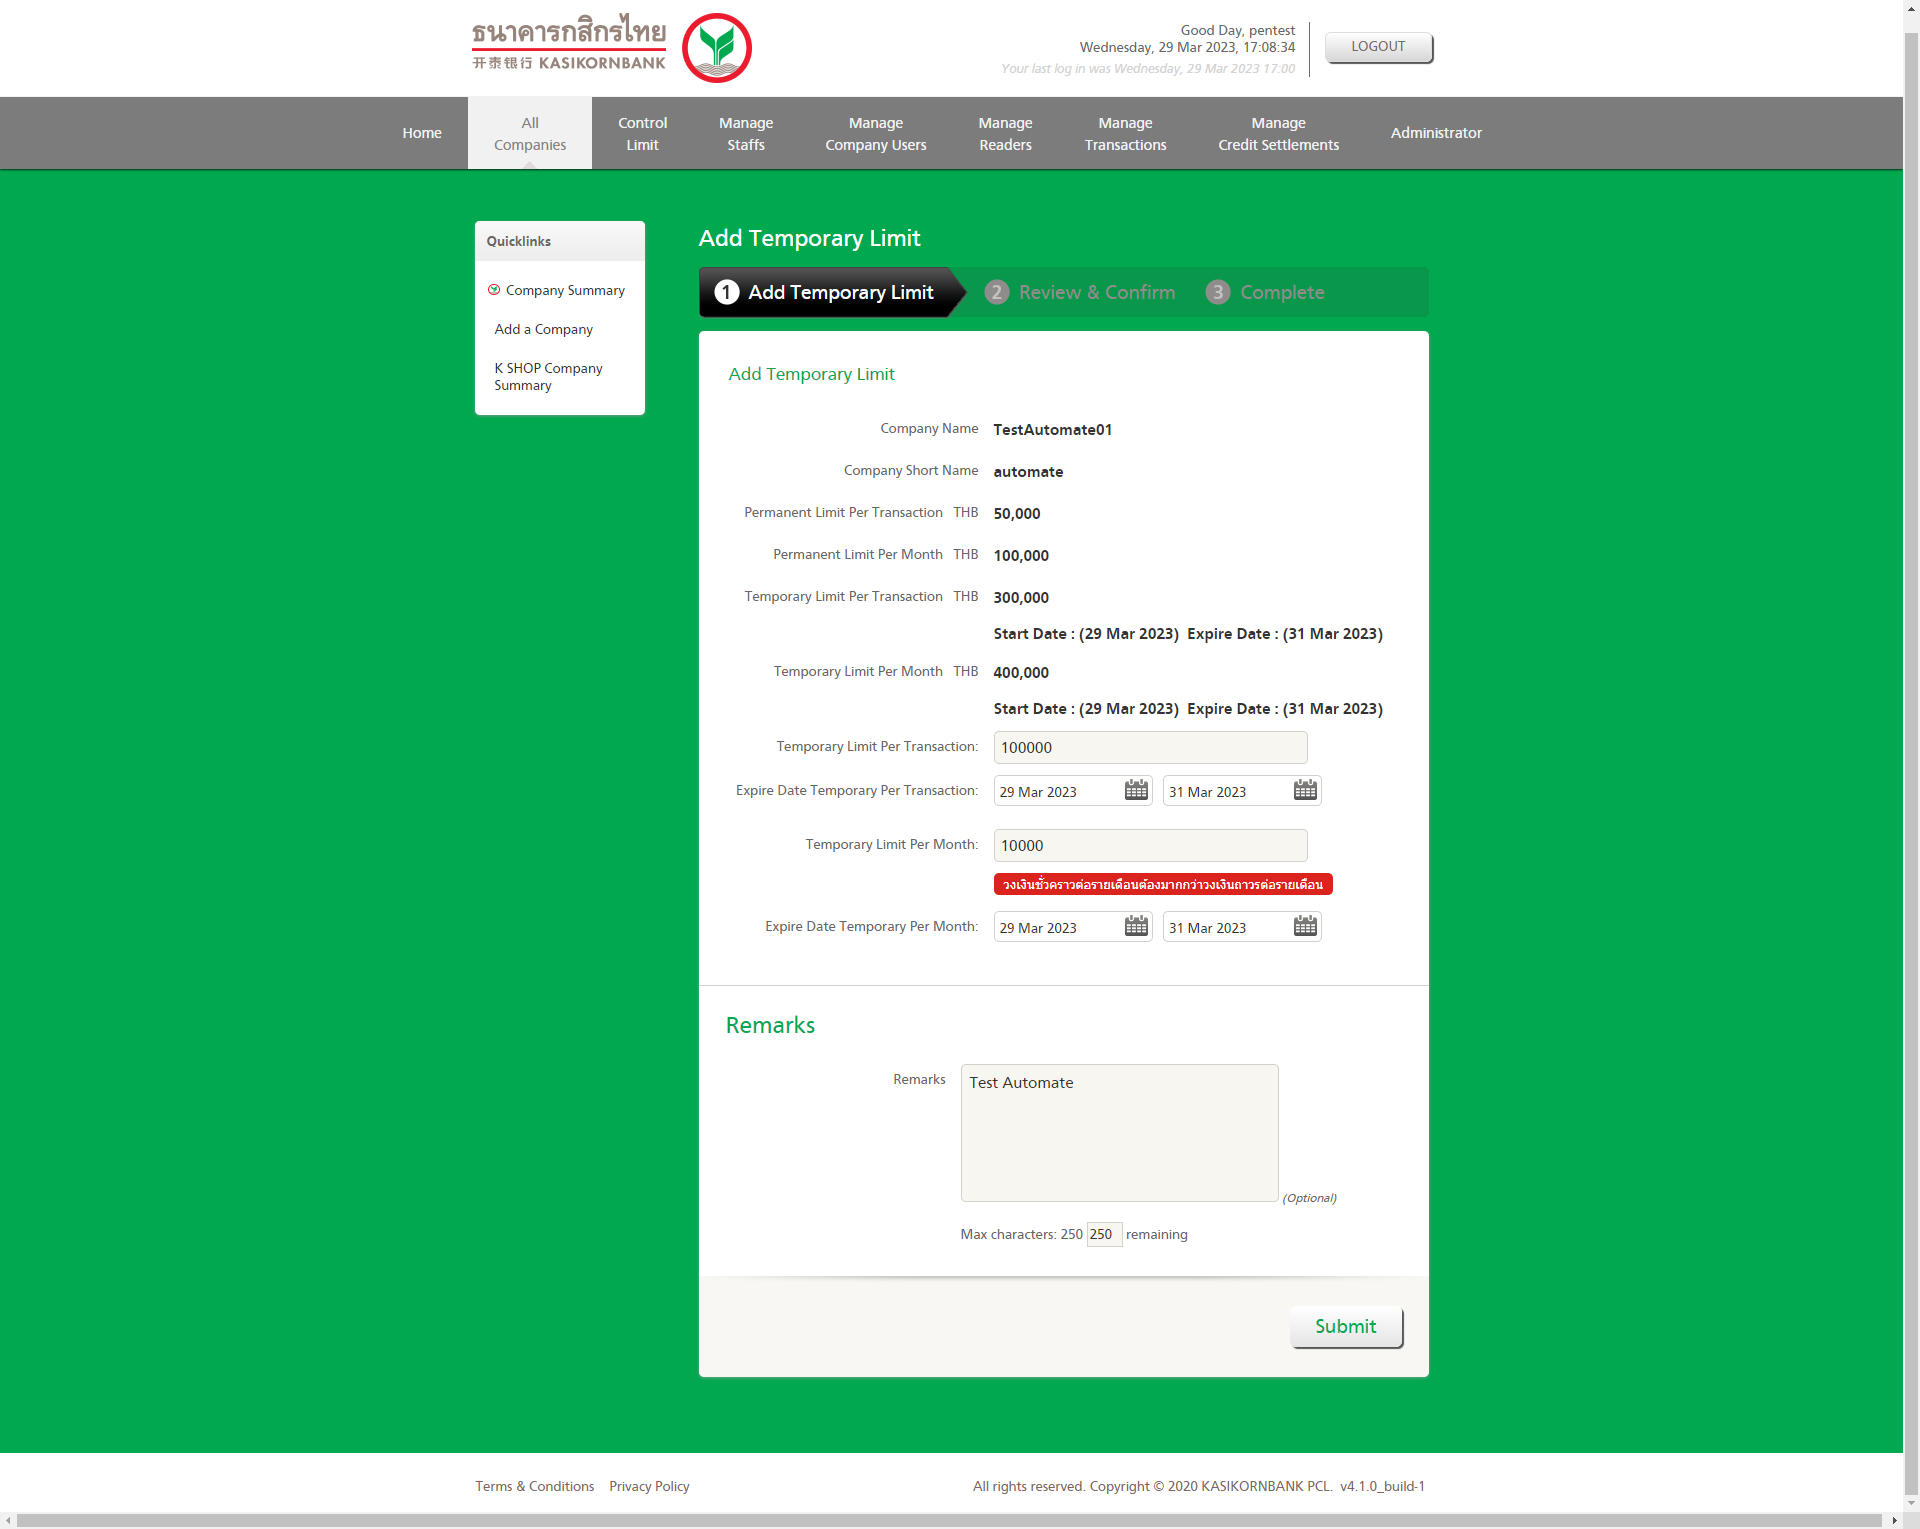 ธนาคารกสิกรไทย
开泰银行 KASIKORNBANK
Good Day, pentest
Wednesday, 29 Mar 2023, 17:08:34
Your last log in was Wednesday, 29 Mar 2023 17:00
LOGOUT
Home
All
Companies
Control
Limit
Manage
Staffs
Manage
Company Users
Manage
Readers
Manage
Transactions
Manage
Credit Settlements
Administrator
Quicklinks
Company Summary
Add a Company
K SHOP Company
Summary
Add Temporary Limit
1 Add Temporary Limit 2 Review & Confirm 3 Complete
Add Temporary Limit
Company Name TestAutomate01
Company Short Name automate
Permanent Limit Per Transaction THB 50,000
Permanent Limit Per Month THB 100,000
Temporary Limit Per Transaction THB 300,000
Start Date : (29 Mar 2023) Expire Date : (31 Mar 2023)
Temporary Limit Per Month THB 400,000
Start Date : (29 Mar 2023) Expire Date : (31 Mar 2023)
Temporary Limit Per Transaction: 100000
Expire Date Temporary Per Transaction: 29 Mar 2023 31 Mar 2023
Temporary Limit Per Month: 10000
วงเงินชั่วคราวต่อรายเดือนต้องมากกว่าวงเงินถาวรต่อรายเดือน
Expire Date Temporary Per Month: 29 Mar 2023 31 Mar 2023
Remarks
Remarks Test Automate
(Optional)
Max characters: 250 250 remaining
Submit
Terms & Conditions Privacy Policy
All rights reserved. Copyright © 2020 KASIKORNBANK PCL. v4.1.0_build-1